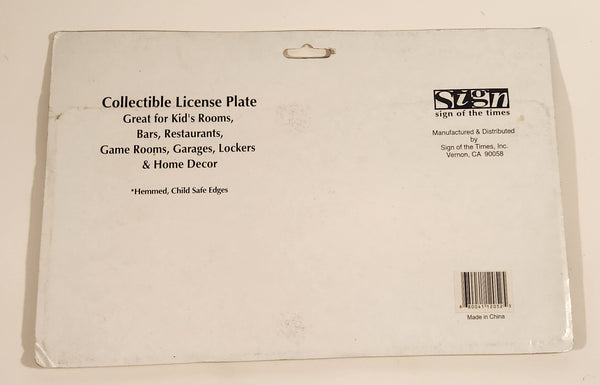 Collectible License Plate
Great for Kid's Rooms,
Bars, Restaurants,
Game Rooms, Garages, Lockers
& Home Decor
*Hemmed, Child Safe Edges
Sign
sign of the times
Manufactured & Distributed
by
Sign of the Times, Inc.
Vernon, CA 90058
Made in China